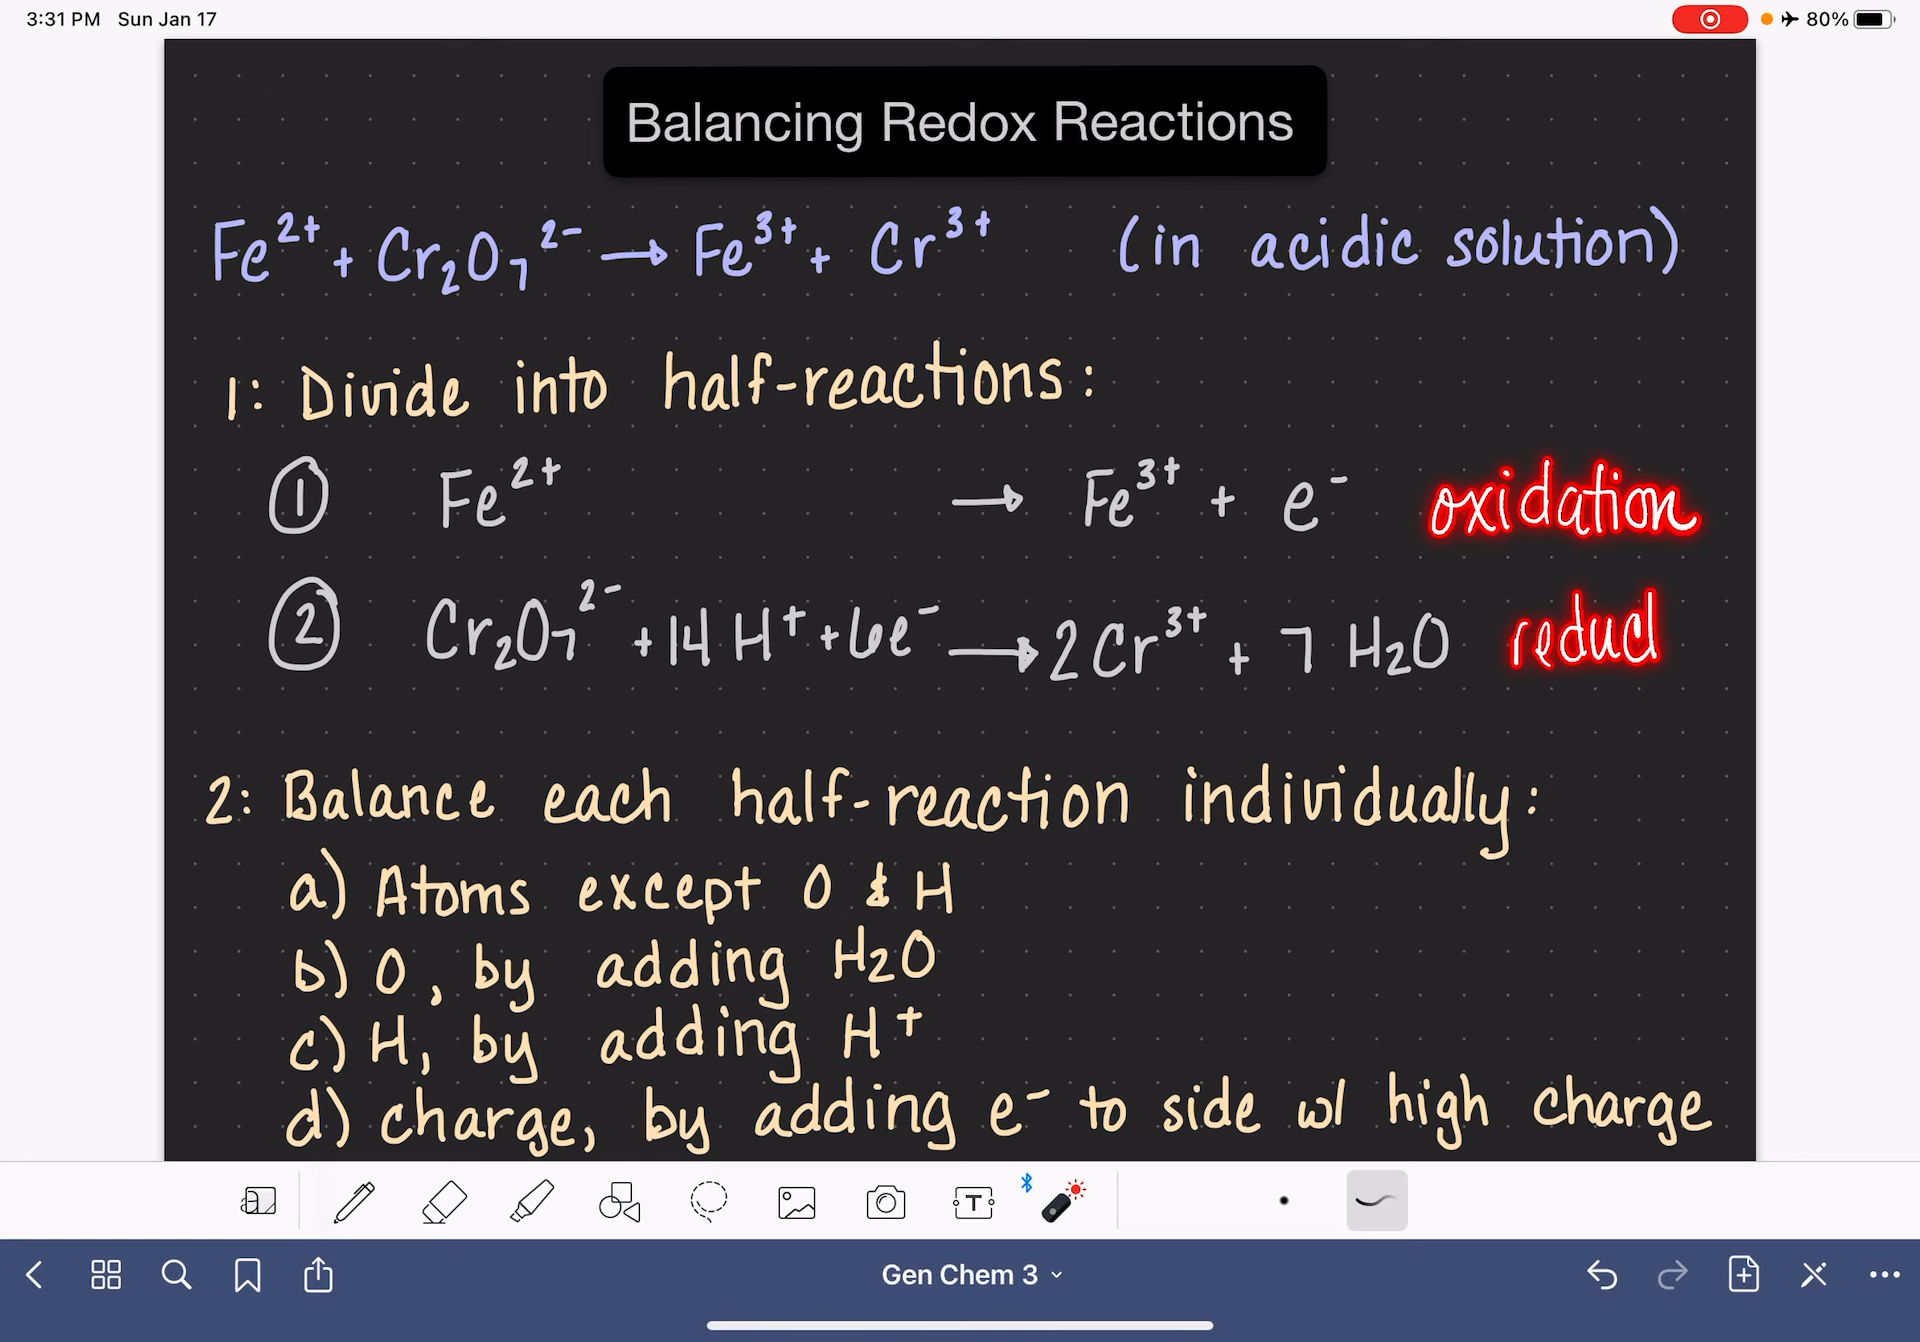 3:31 PM Sun Jan 17 80%
Balancing Redox Reactions
Fe²⁺ + Cr₂O₇²⁻ → Fe³⁺ + Cr³⁺ (in acidic solution)
1: Divide into half-reactions:
① Fe²⁺ → Fe³⁺ + e⁻ oxidation
② Cr₂O₇²⁻ + 14 H⁺ + 6e⁻ → 2 Cr³⁺ + 7 H₂O reducl
2: Balance each half-reaction individually:
a) Atoms except O & H
b) O, by adding H₂O
c) H, by adding H⁺
d) charge, by adding e⁻ to side w/ high charge
Gen Chem 3